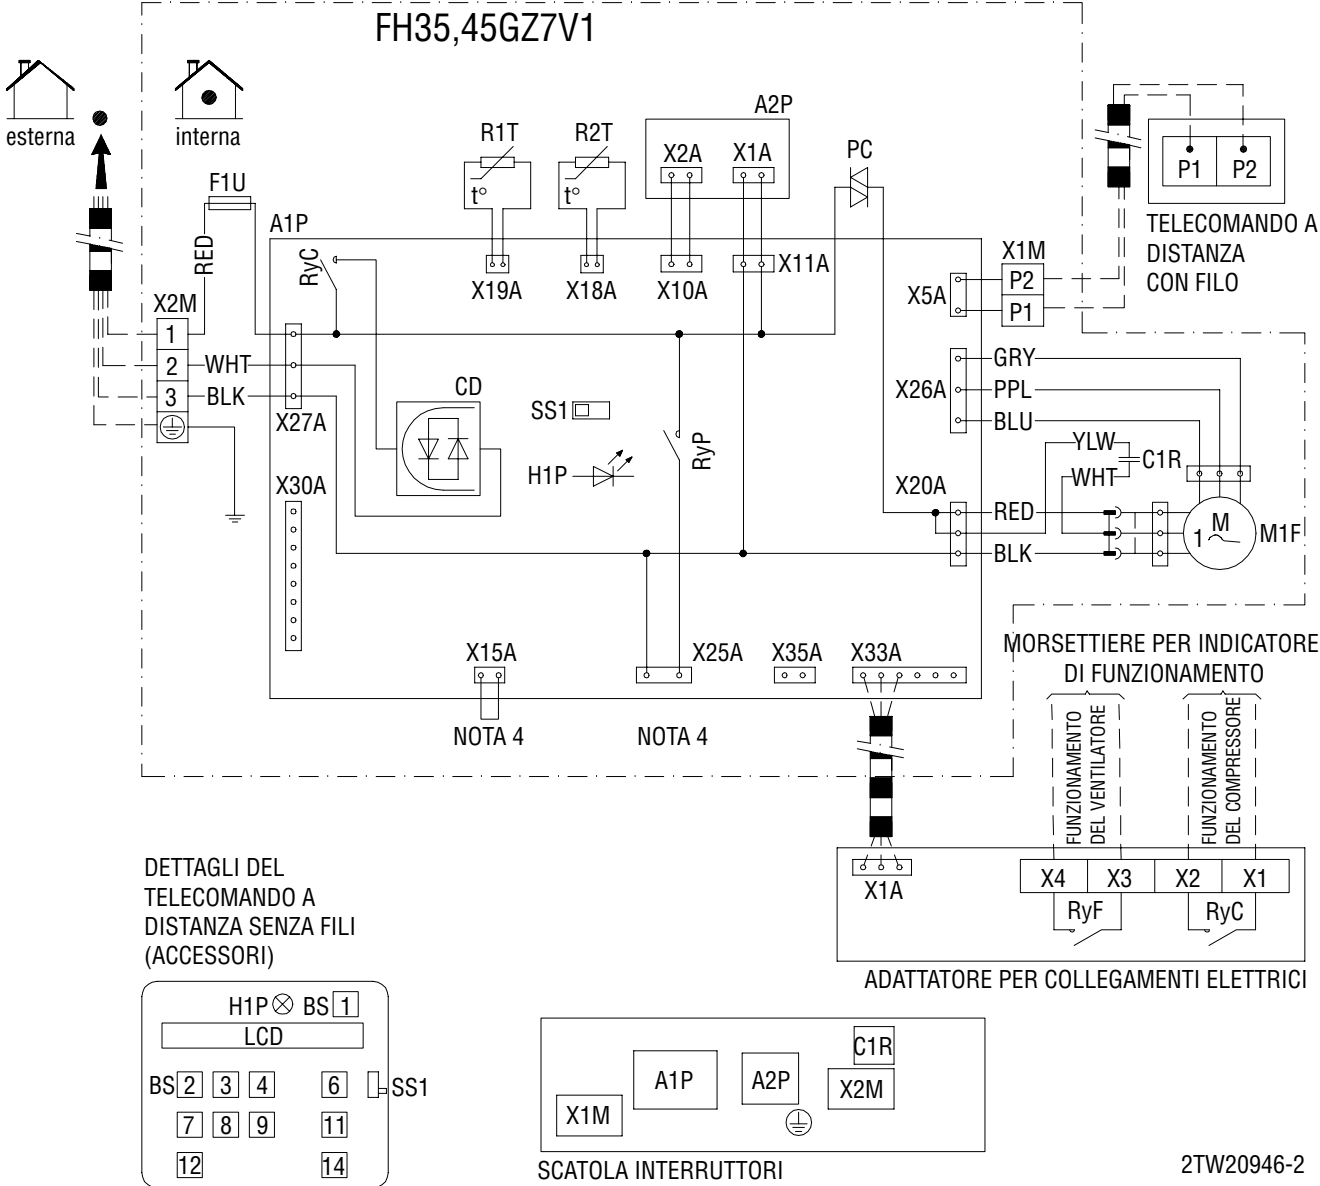 FH35,45GZ7V1
esterna
interna
F1U
RED
X2M
1
2
3
WHT
BLK
A1P
RyC
R1T
t°
X19A
R2T
t°
X18A
A2P
X2A
X1A
X10A
X11A
PC
X27A
CD
SS1
H1P
RyP
X30A
X5A
X1M
P2
P1
P1
P2
TELECOMANDO A
DISTANZA
CON FILO
X26A
GRY
PPL
BLU
YLW
C1R
WHT
X20A
RED
BLK
M
1
M1F
X15A
NOTA 4
X25A
NOTA 4
X35A
X33A
MORSETTIERE PER INDICATORE
DI FUNZIONAMENTO
FUNZIONAMENTO
DEL VENTILATORE
FUNZIONAMENTO
DEL COMPRESSORE
X1A
X4
X3
X2
X1
RyF
RyC
ADATTATORE PER COLLEGAMENTI ELETTRICI
DETTAGLI DEL
TELECOMANDO A
DISTANZA SENZA FILI
(ACCESSORI)
H1P
BS 1
LCD
BS 2 3 4 6
SS1
7 8 9 11
12 14
X1M
A1P
A2P
C1R
X2M
SCATOLA INTERRUTTORI
2TW20946-2